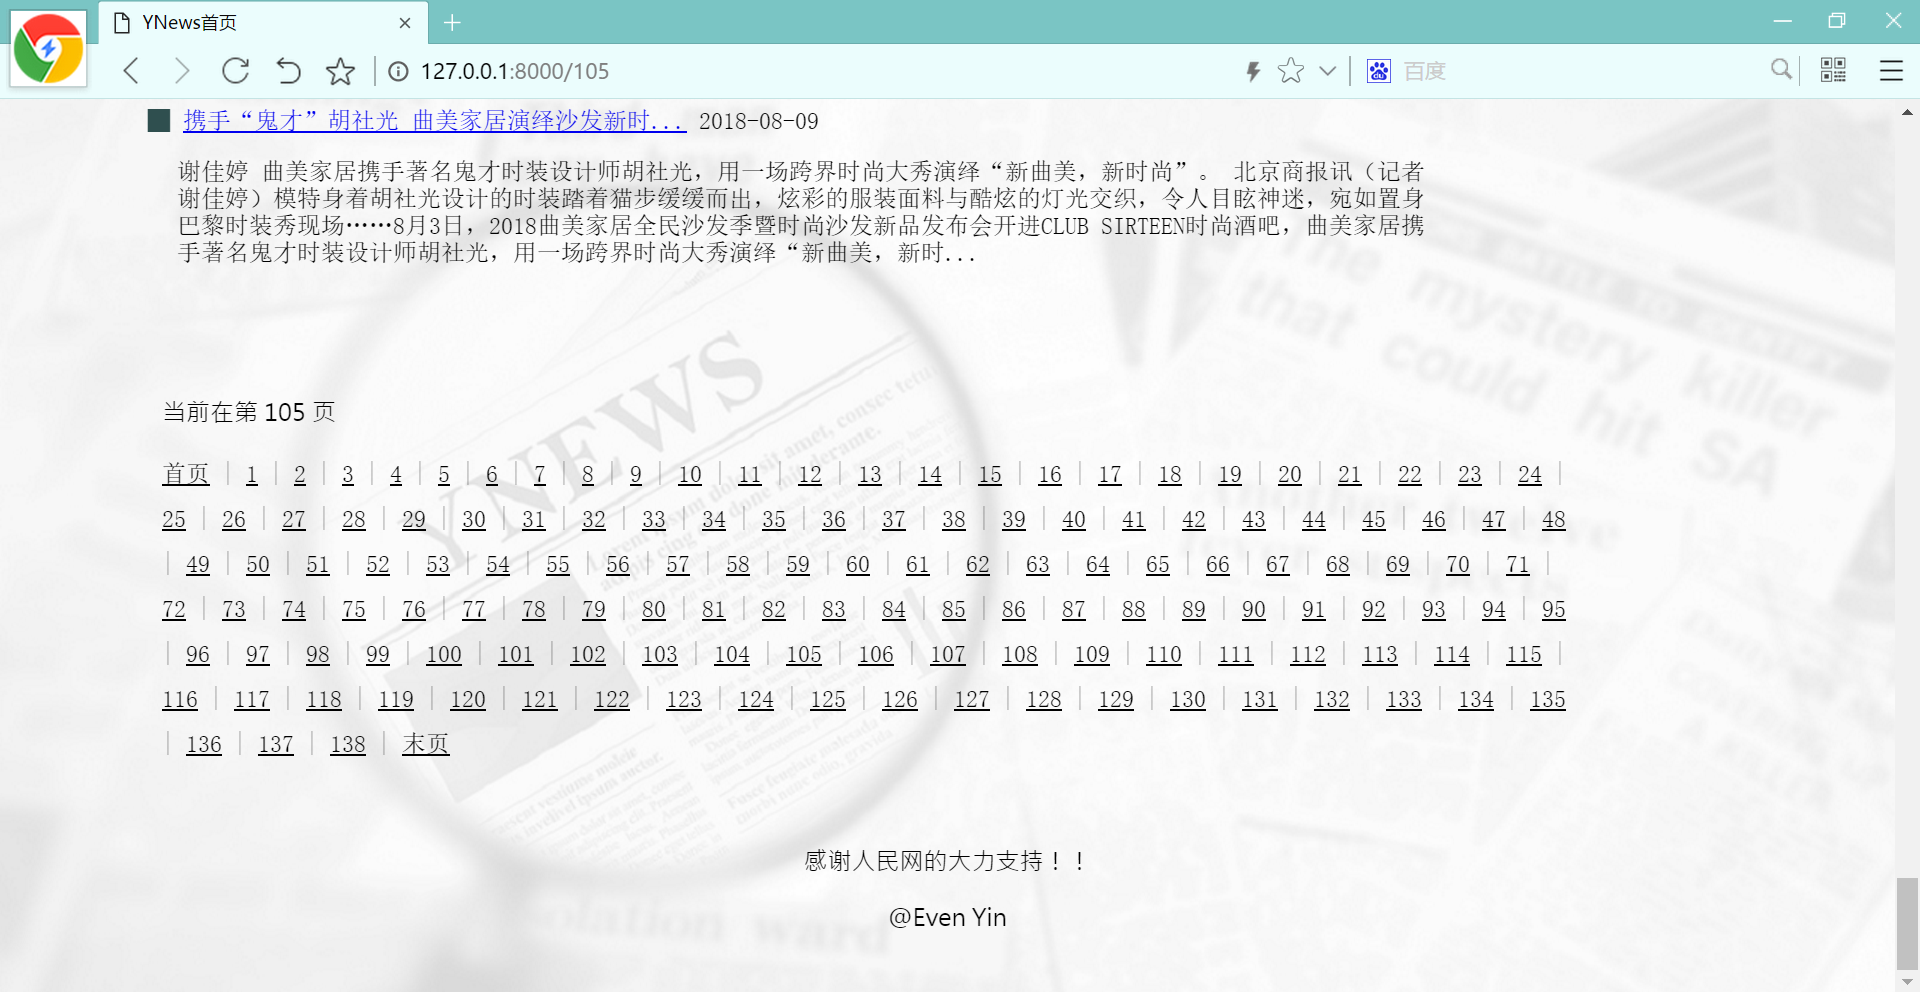 YNews首页
127.0.0.1:8000/105
百度
携手“鬼才”胡社光 曲美家居演绎沙发新时... 2018-08-09
谢佳婷 曲美家居携手著名鬼才时装设计师胡社光，用一场跨界时尚大秀演绎“新曲美，新时尚”。 北京商报讯（记者
谢佳婷）模特身着胡社光设计的时装踏着猫步缓缓而出，炫彩的服装面料与酷炫的灯光交织，令人目眩神迷，宛如置身
巴黎时装秀现场……8月3日，2018曲美家居全民沙发季暨时尚沙发新品发布会开进CLUB SIRTEEN时尚酒吧，曲美家居携
手著名鬼才时装设计师胡社光，用一场跨界时尚大秀演绎“新曲美，新时...
The mystery killer
that could hit SA
YNEWS
当前在第 105 页
首页 | 1 | 2 | 3 | 4 | 5 | 6 | 7 | 8 | 9 | 10 | 11 | 12 | 13 | 14 | 15 | 16 | 17 | 18 | 19 | 20 | 21 | 22 | 23 | 24 |
25 | 26 | 27 | 28 | 29 | 30 | 31 | 32 | 33 | 34 | 35 | 36 | 37 | 38 | 39 | 40 | 41 | 42 | 43 | 44 | 45 | 46 | 47 | 48
| 49 | 50 | 51 | 52 | 53 | 54 | 55 | 56 | 57 | 58 | 59 | 60 | 61 | 62 | 63 | 64 | 65 | 66 | 67 | 68 | 69 | 70 | 71 |
72 | 73 | 74 | 75 | 76 | 77 | 78 | 79 | 80 | 81 | 82 | 83 | 84 | 85 | 86 | 87 | 88 | 89 | 90 | 91 | 92 | 93 | 94 | 95
| 96 | 97 | 98 | 99 | 100 | 101 | 102 | 103 | 104 | 105 | 106 | 107 | 108 | 109 | 110 | 111 | 112 | 113 | 114 | 115 |
116 | 117 | 118 | 119 | 120 | 121 | 122 | 123 | 124 | 125 | 126 | 127 | 128 | 129 | 130 | 131 | 132 | 133 | 134 | 135
| 136 | 137 | 138 | 末页
感谢人民网的大力支持！！
@Even Yin